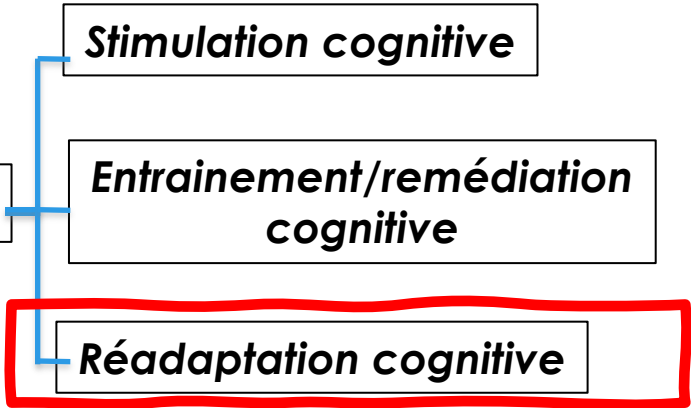 Stimulation cognitive
Entrainement/remédiation
cognitive
Réadaptation cognitive